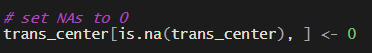 # set NAs to 0
trans_center[is.na(trans_center), ] <- 0